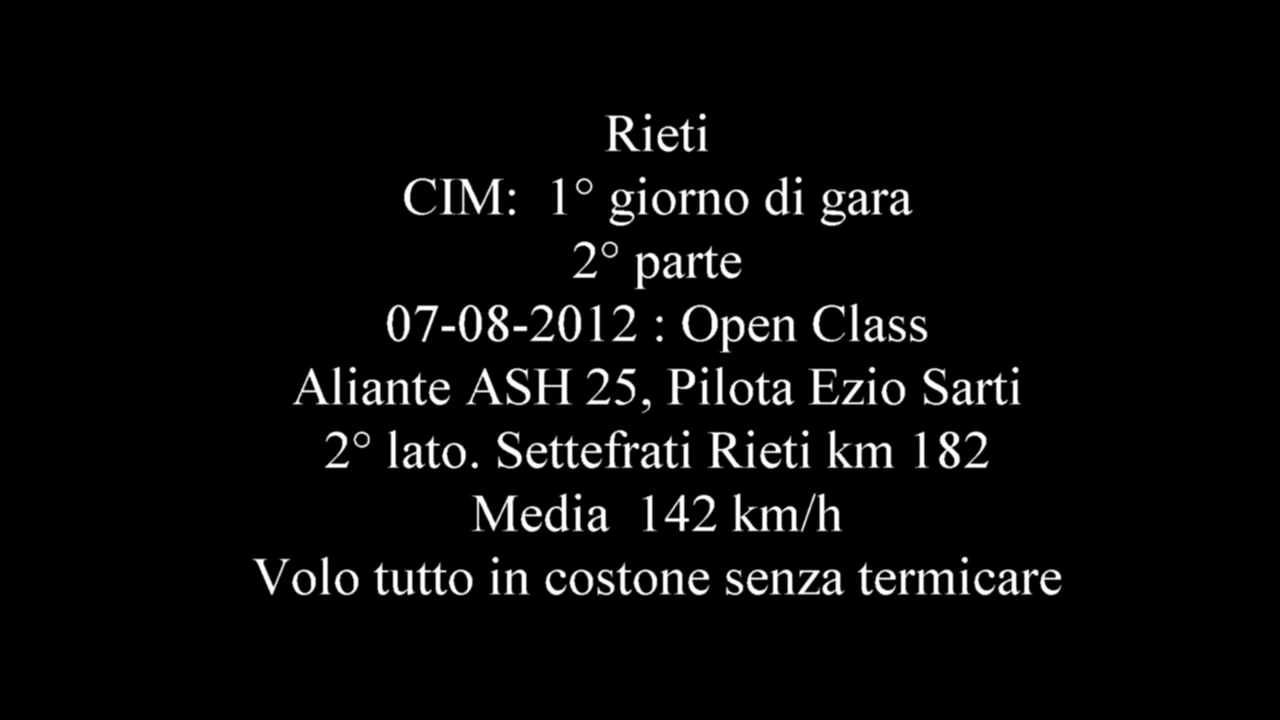 Rieti
CIM:  1° giorno di gara
2° parte
07-08-2012 : Open Class
Aliante ASH 25, Pilota Ezio Sarti
2° lato. Settefrati Rieti km 182
Media  142 km/h
Volo tutto in costone senza termicare